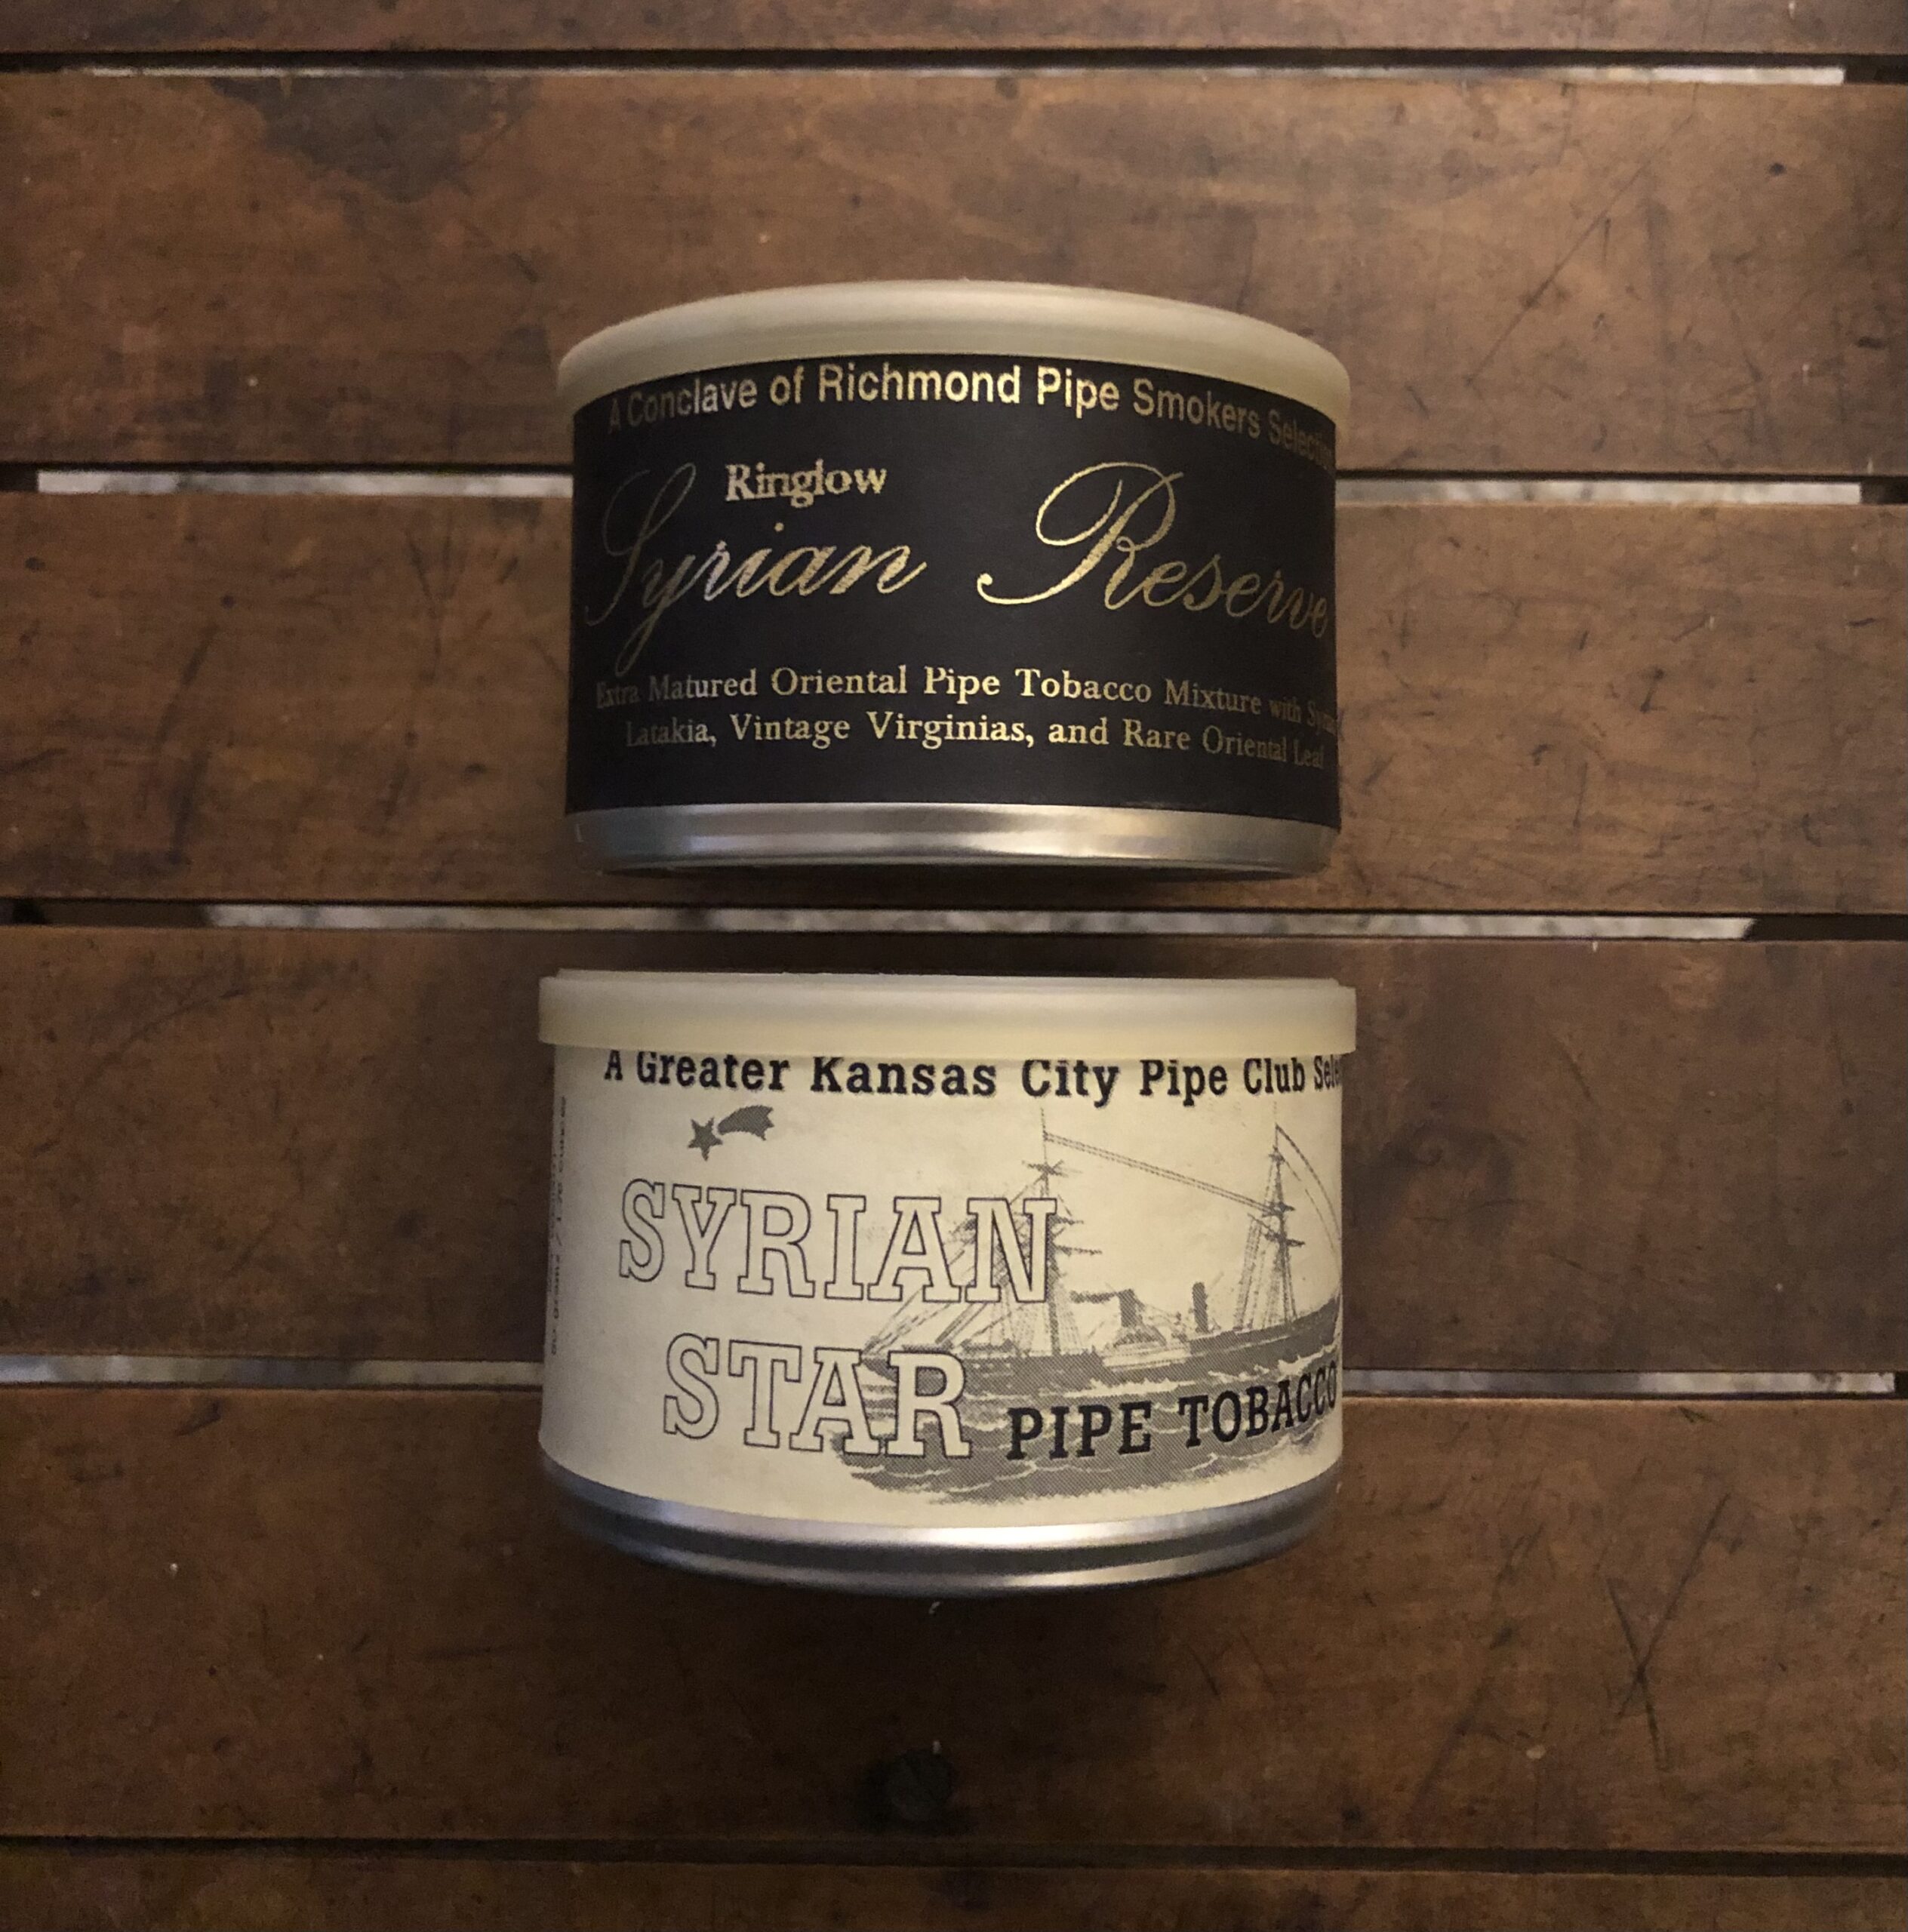 A Conclave of Richmond Pipe Smokers Selection
Ringlow
Syrian Reserve
Extra Matured Oriental Pipe Tobacco Mixture with
Latakia, Vintage Virginias, and Rare Oriental Leaf
A Greater Kansas City Pipe Club
SYRIAN
STAR
PIPE TOBACCO